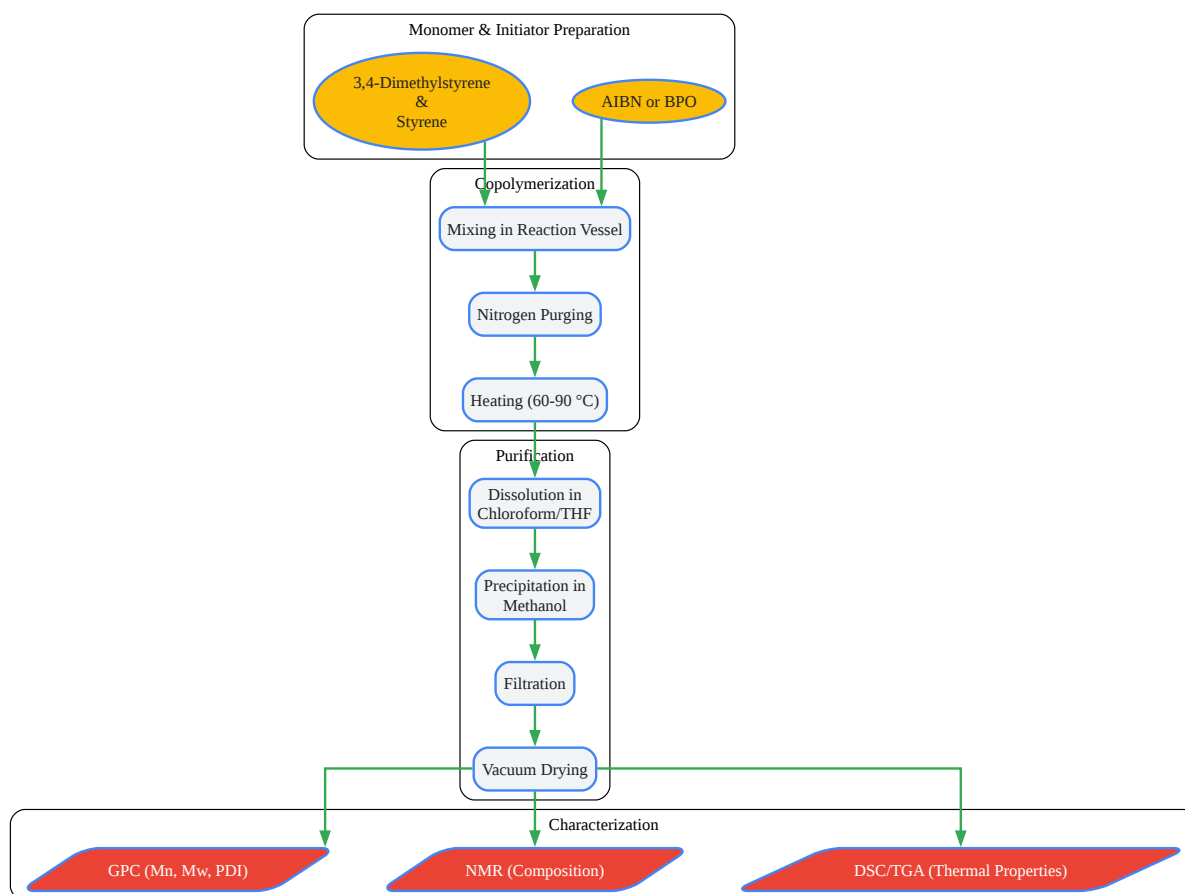 Monomer & Initiator Preparation
3,4-Dimethylstyrene
&
Styrene
AIBN or BPO
Copolymerization
Mixing in Reaction Vessel
Nitrogen Purging
Heating (60-90 °C)
Purification
Dissolution in
Chloroform/THF
Precipitation in
Methanol
Filtration
Vacuum Drying
Characterization
GPC (Mn, Mw, PDI)
NMR (Composition)
DSC/TGA (Thermal Properties)